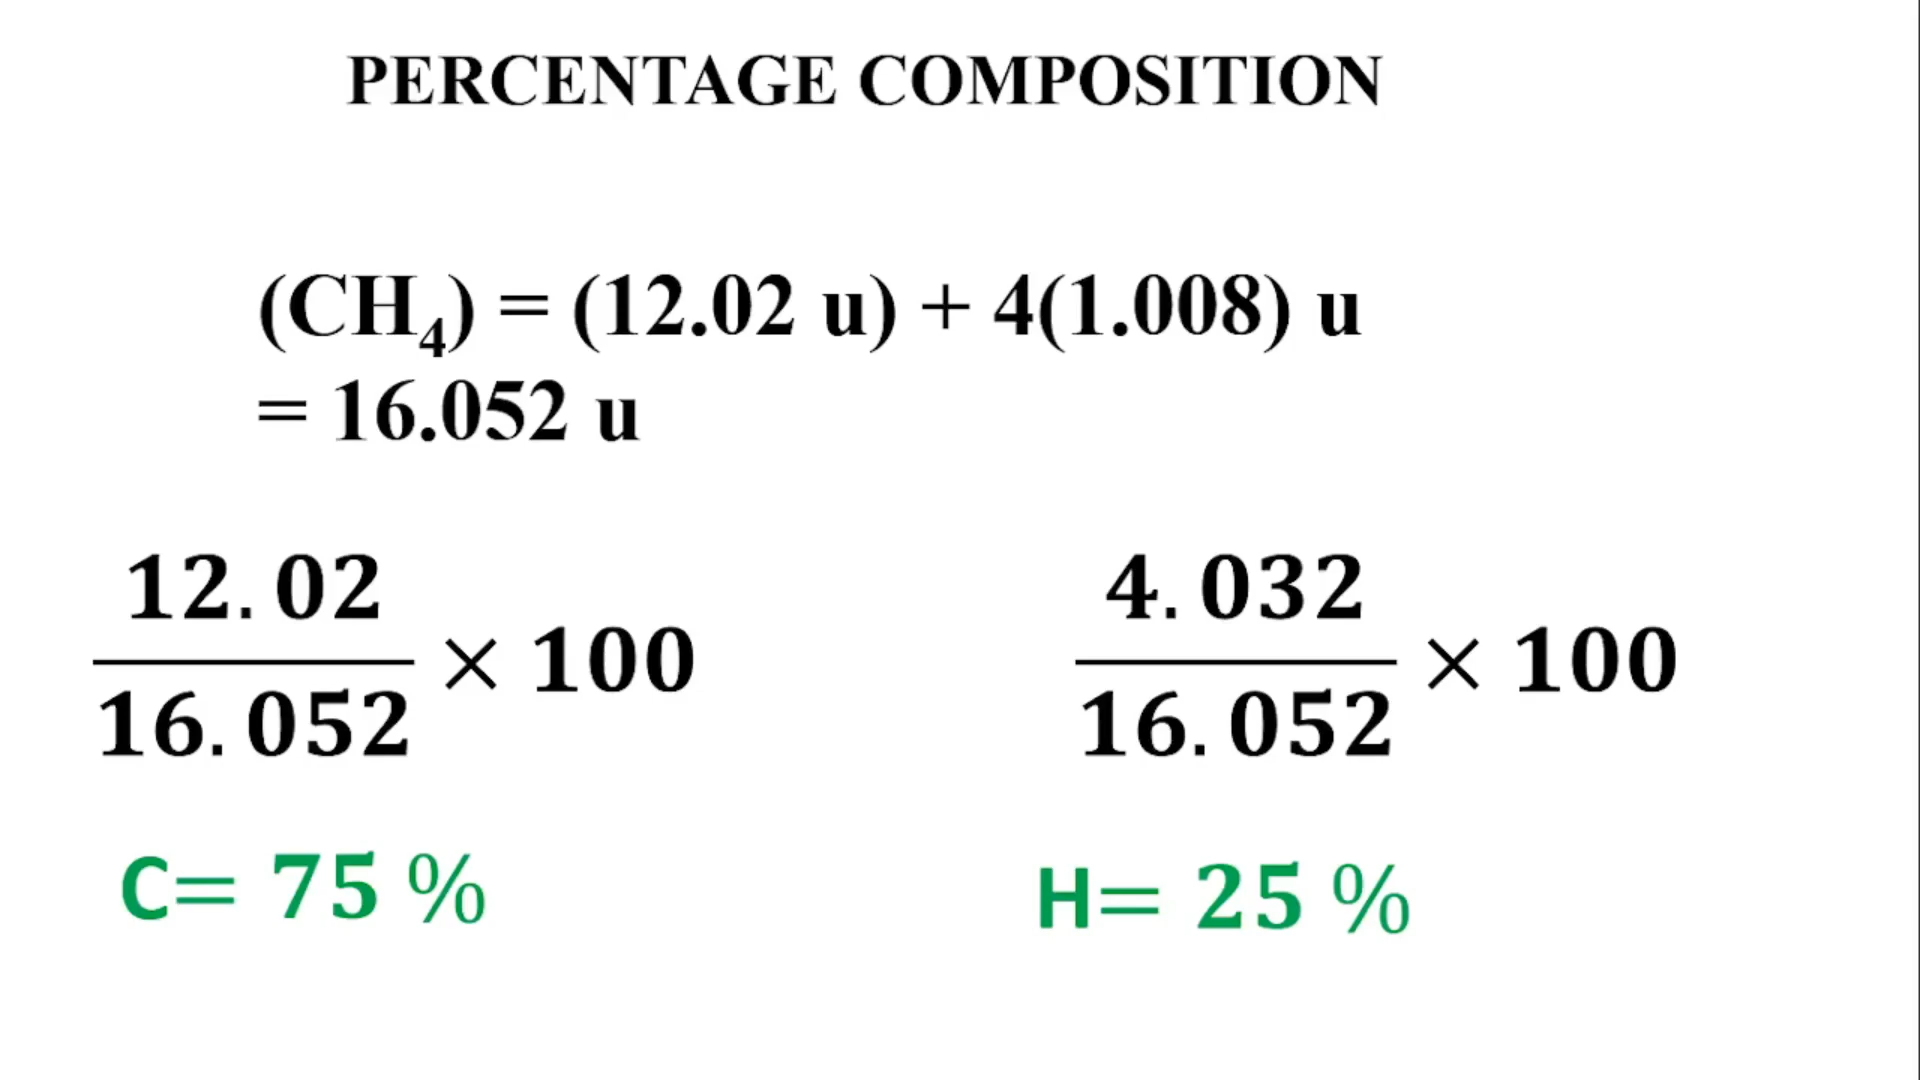 PERCENTAGE COMPOSITION
(CH₄) = (12.02 u) + 4(1.008) u
= 16.052 u
12.02
16.052
× 100
4.032
16.052
× 100
C= 75 %
H= 25 %